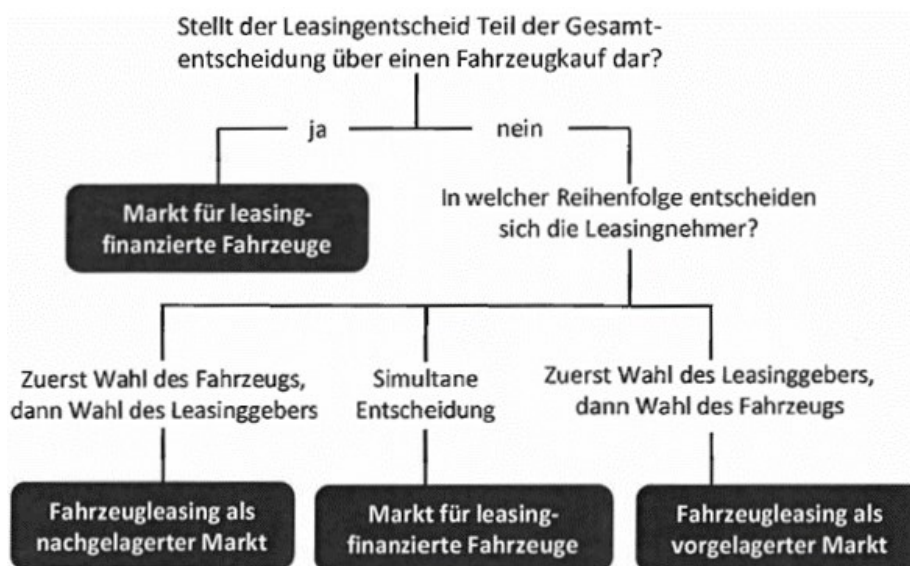 Stellt der Leasingentscheid Teil der Gesamt-
entscheidung über einen Fahrzeugkauf dar?
ja
nein
Markt für leasing-
finanzierte Fahrzeuge
In welcher Reihenfolge entscheiden
sich die Leasingnehmer?
Zuerst Wahl des Fahrzeugs,
dann Wahl des Leasinggebers
Simultane
Entscheidung
Zuerst Wahl des Leasinggebers,
dann Wahl des Fahrzeugs
Fahrzeugleasing als
nachgelagerter Markt
Markt für leasing-
finanzierte Fahrzeuge
Fahrzeugleasing als
vorgelagerter Markt